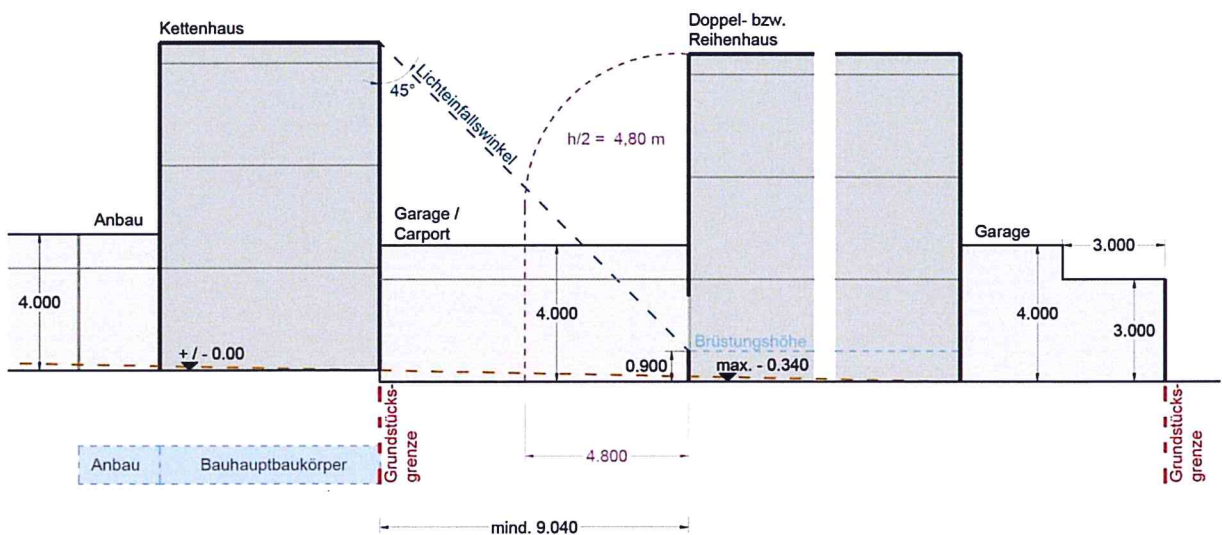 Kettenhaus
Doppel- bzw.
Reihenhaus
45°
Lichteinfallswinkel
h/2 = 4,80 m
Anbau
Garage /
Carport
Garage
3.000
4.000
4.000
4.000
3.000
+ / - 0.00
Brüstungshöhe
0.900
max. - 0.340
Grundstücks-
grenze
Grundstücks-
grenze
4.800
Anbau
Bauhauptbaukörper
mind. 9.040